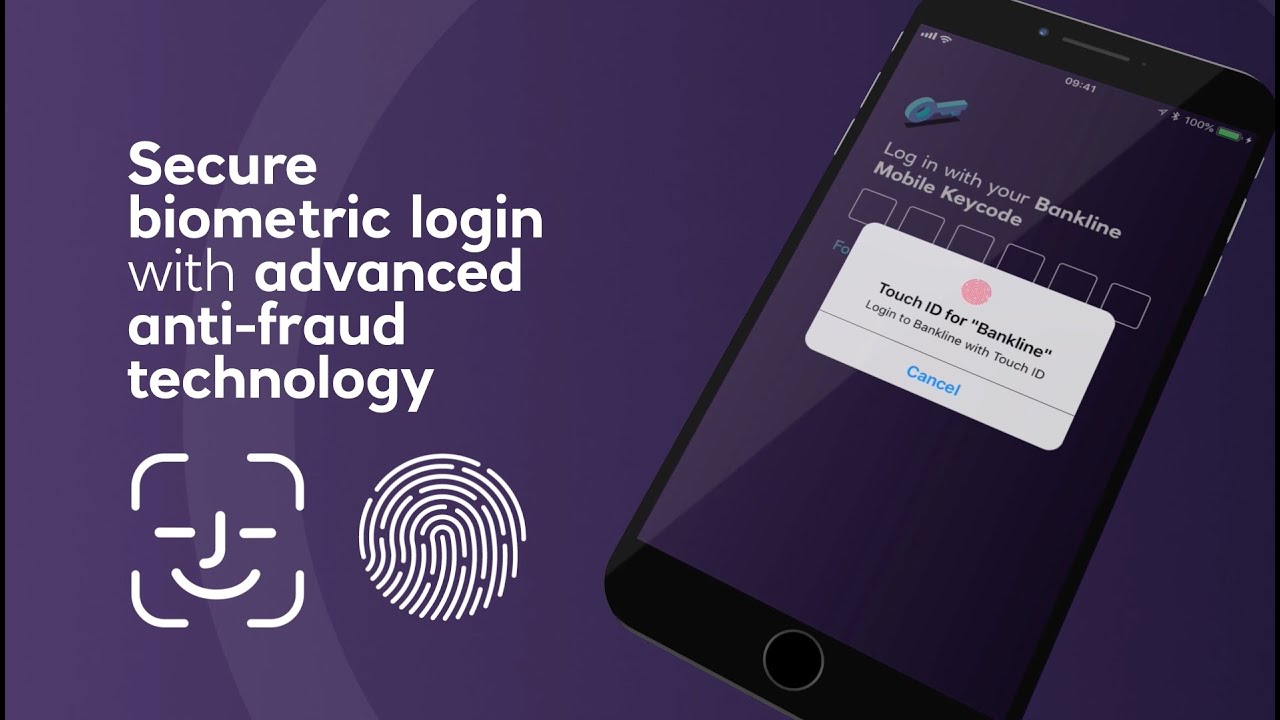 Secure
biometric login
with advanced
anti-fraud
technology
09:41
100%
Log in with your Bankline
Mobile Keycode
Fo
Touch ID for "Bankline"
Login to Bankline with Touch ID
Cancel